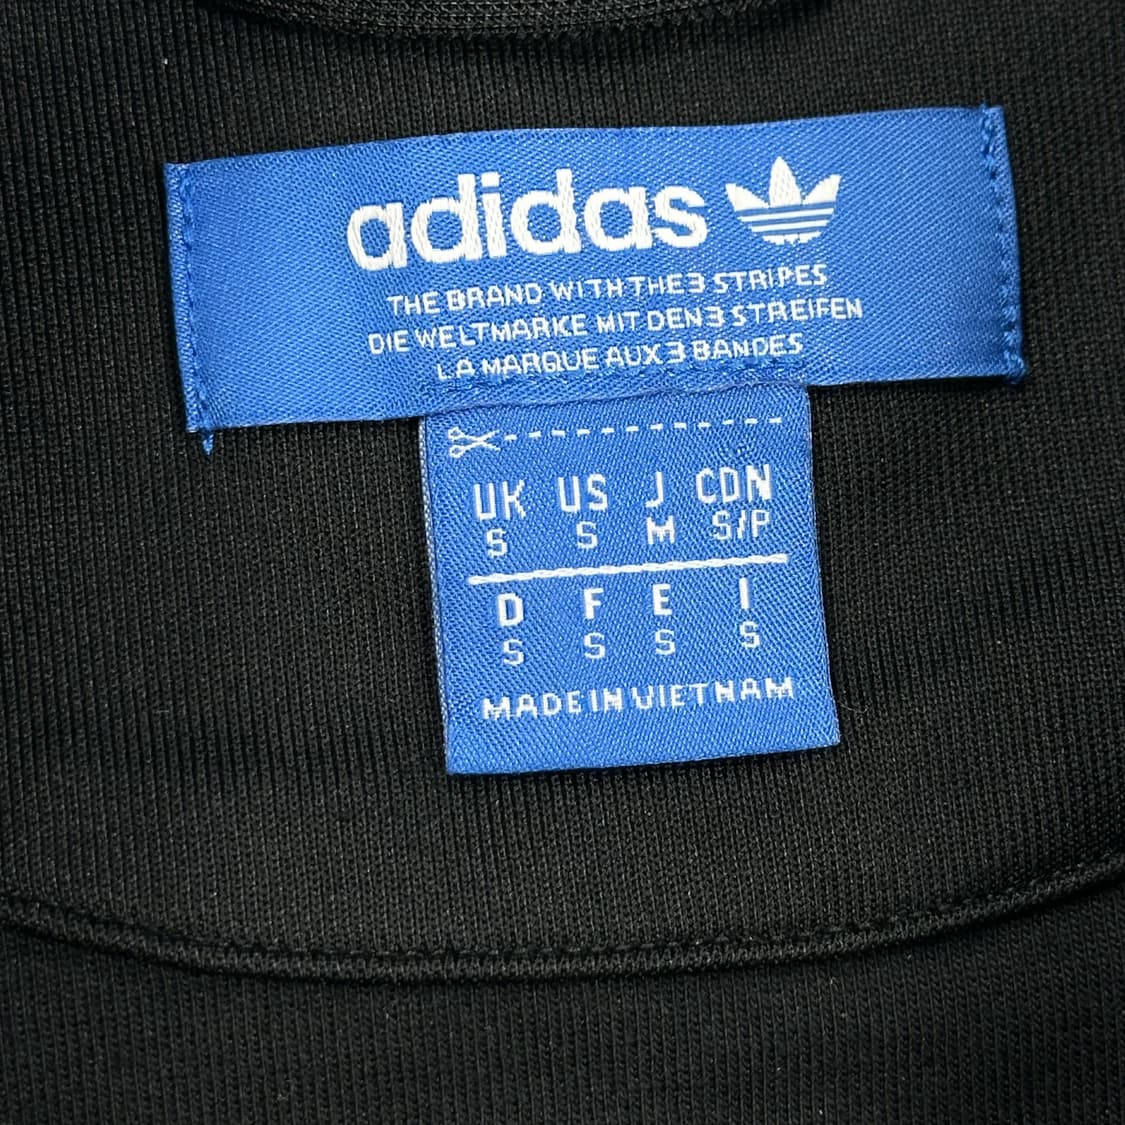 adidas
THE BRAND WITH THE 3 STRIPES
DIE WELTMARKE MIT DEN 3 STREIFEN
LA MARQUE AUX 3 BANDES
UK US J CDN
S S M S/P
D F E I
S S S S
MADE IN VIETNAM